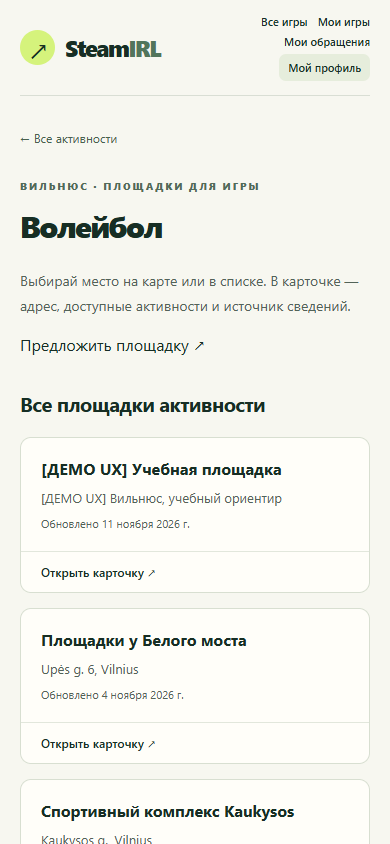 SteamIRL
Все игры Мои игры
Мои обращения
Мой профиль
← Все активности
ВИЛЬНЮС · ПЛОЩАДКИ ДЛЯ ИГРЫ
Волейбол
Выбирай место на карте или в списке. В карточке —
адрес, доступные активности и источник сведений.
Предложить площадку ↗
Все площадки активности
[ДЕМО UX] Учебная площадка
[ДЕМО UX] Вильнюс, учебный ориентир
Обновлено 11 ноября 2026 г.
Открыть карточку ↗
Площадки у Белого моста
Upės g. 6, Vilnius
Обновлено 4 ноября 2026 г.
Открыть карточку ↗
Спортивный комплекс Kaukysos
Kaukysos g., Vilnius